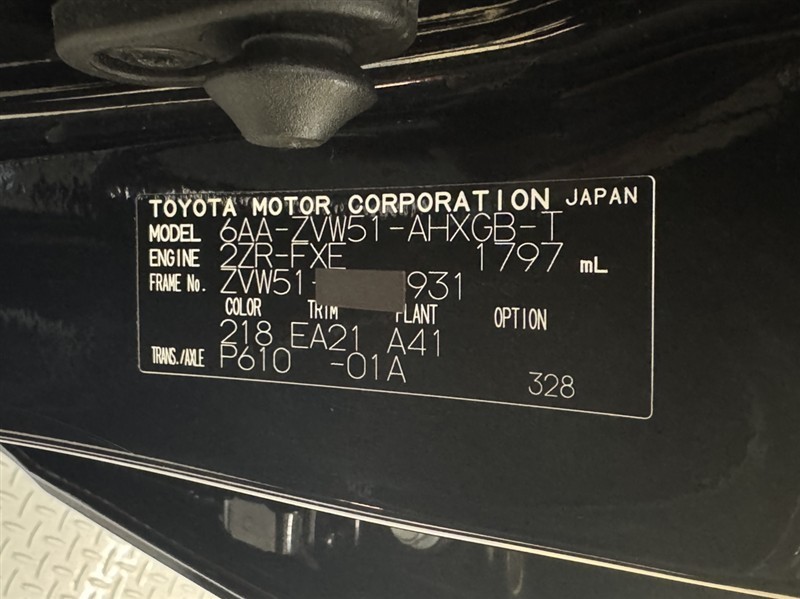 TOYOTA MOTOR CORPORATION JAPAN
MODEL 6AA-ZVW51-AHXGB-T
ENGINE 2ZR-FXE 1797 mL
FRAME No. ZVW51- 931
COLOR TRIM PLANT OPTION
218 EA21 A41
TRANS./AXLE P610 -01A
328